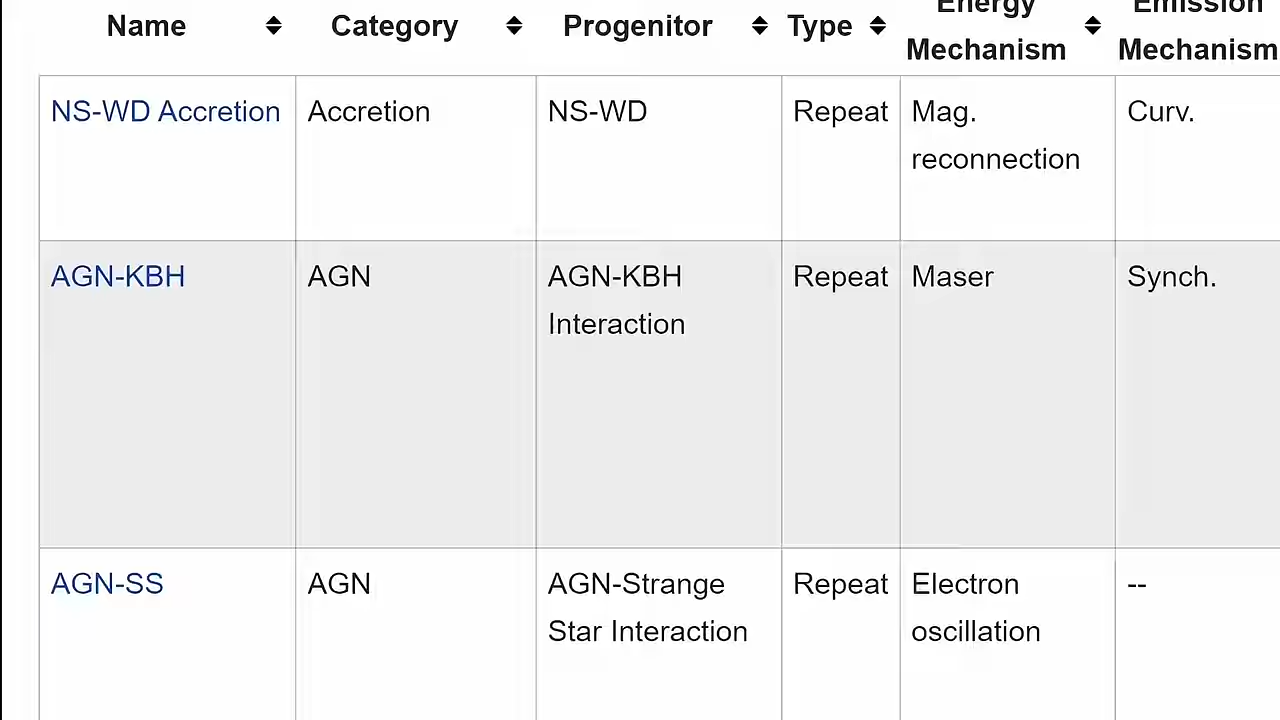 Name Category Progenitor Type Energy Mechanism Emission Mechanism
NS-WD Accretion Accretion NS-WD Repeat Mag. Curv.
reconnection
AGN-KBH AGN AGN-KBH Repeat Maser Synch.
Interaction
AGN-SS AGN AGN-Strange Repeat Electron --
Star Interaction oscillation